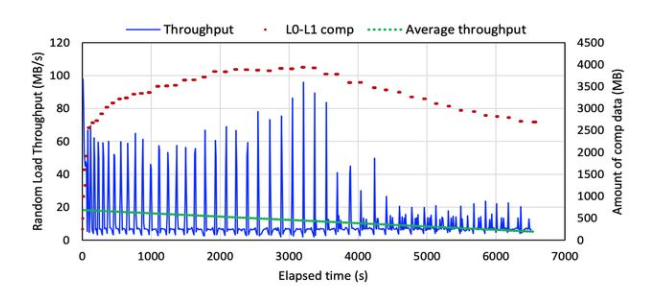 Throughput L0-L1 comp Average throughput
120 4500
4000
100
3500
80 3000
2500
60
2000
40 1500
1000
20
500
0 0
0 1000 2000 3000 4000 5000 6000 7000
Elapsed time (s)
Random Load Throughput (MB/s)
Amount of comp data (MB)